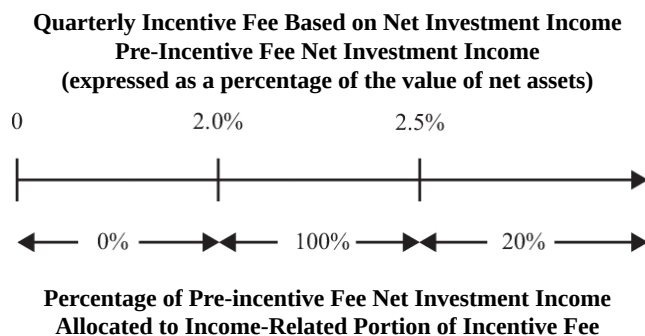 Quarterly Incentive Fee Based on Net Investment Income
Pre-Incentive Fee Net Investment Income
(expressed as a percentage of the value of net assets)
0 2.0% 2.5%
0% 100% 20%
Percentage of Pre-incentive Fee Net Investment Income
Allocated to Income-Related Portion of Incentive Fee